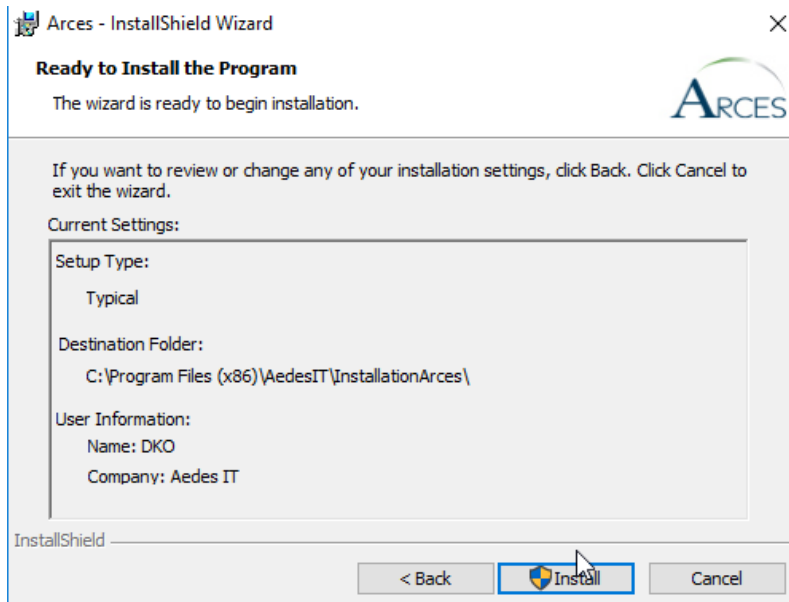 Arces - InstallShield Wizard
Ready to Install the Program
The wizard is ready to begin installation.
ARCES
If you want to review or change any of your installation settings, click Back. Click Cancel to
exit the wizard.
Current Settings:
Setup Type:
Typical
Destination Folder:
C:\Program Files (x86)\AedesIT\InstallationArces\
User Information:
Name: DKO
Company: Aedes IT
InstallShield
< Back
Install
Cancel